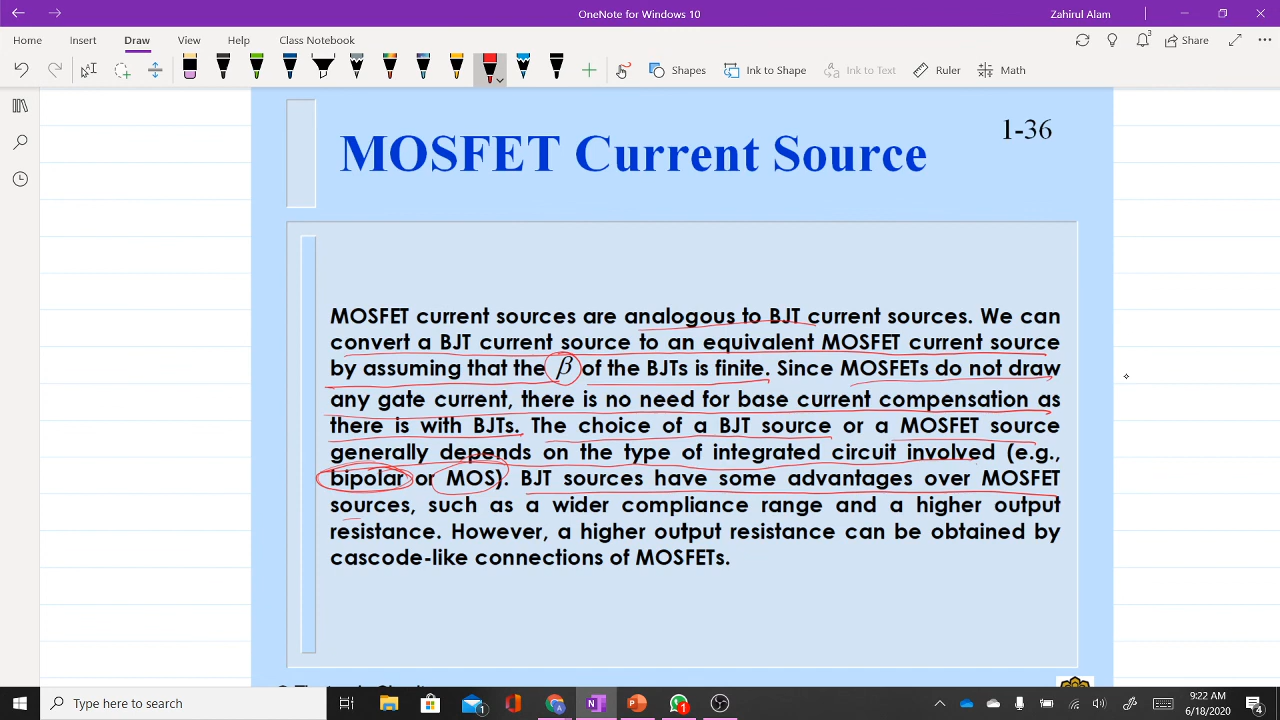 OneNote for Windows 10
Zahirul Alam
Home Insert Draw View Help Class Notebook
Share
Shapes Ink to Shape Ink to Text Ruler Math
1-36
MOSFET Current Source
MOSFET current sources are analogous to BJT current sources. We can
convert a BJT current source to an equivalent MOSFET current source
by assuming that the β of the BJTs is finite. Since MOSFETs do not draw
any gate current, there is no need for base current compensation as
there is with BJTs. The choice of a BJT source or a MOSFET source
generally depends on the type of integrated circuit involved (e.g.,
bipolar or MOS). BJT sources have some advantages over MOSFET
sources, such as a wider compliance range and a higher output
resistance. However, a higher output resistance can be obtained by
cascode-like connections of MOSFETs.
Type here to search
1
1
9:22 AM
6/18/2020
4